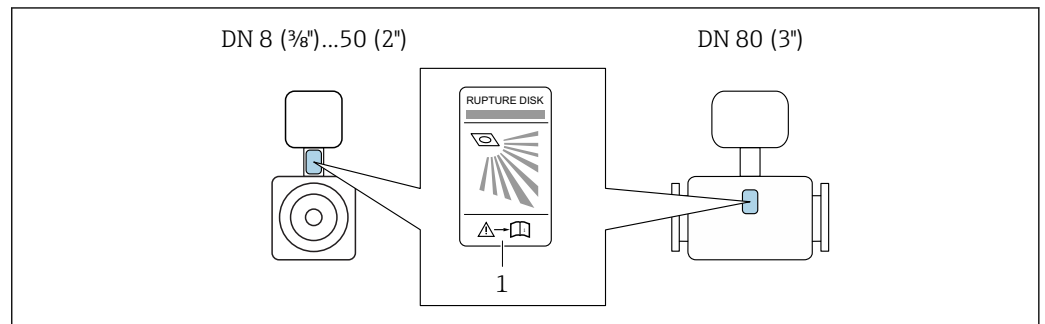 DN 8 (⅜")...50 (2")
DN 80 (3")
RUPTURE DISK
i
1